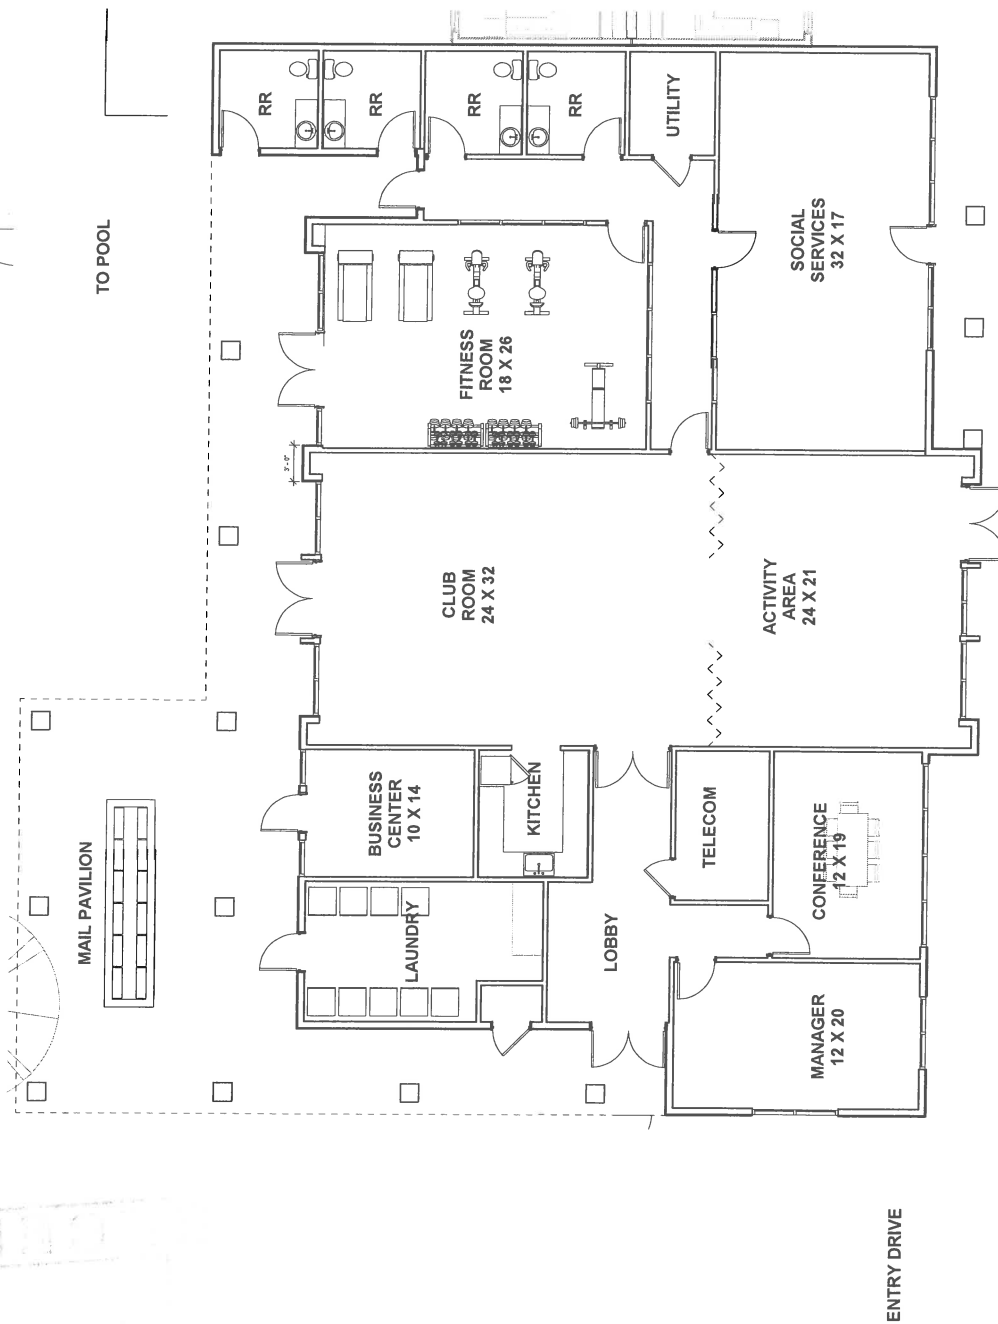 RR
RR
RR
RR
UTILITY
TO POOL
SOCIAL
SERVICES
32 X 17
FITNESS
ROOM
18 X 26
3'-0"
CLUB
ROOM
24 X 32
ACTIVITY
AREA
24 X 21
MAIL PAVILION
BUSINESS
CENTER
10 X 14
KITCHEN
TELECOM
CONFERENCE
12 X 19
LAUNDRY
LOBBY
MANAGER
12 X 20
ENTRY DRIVE